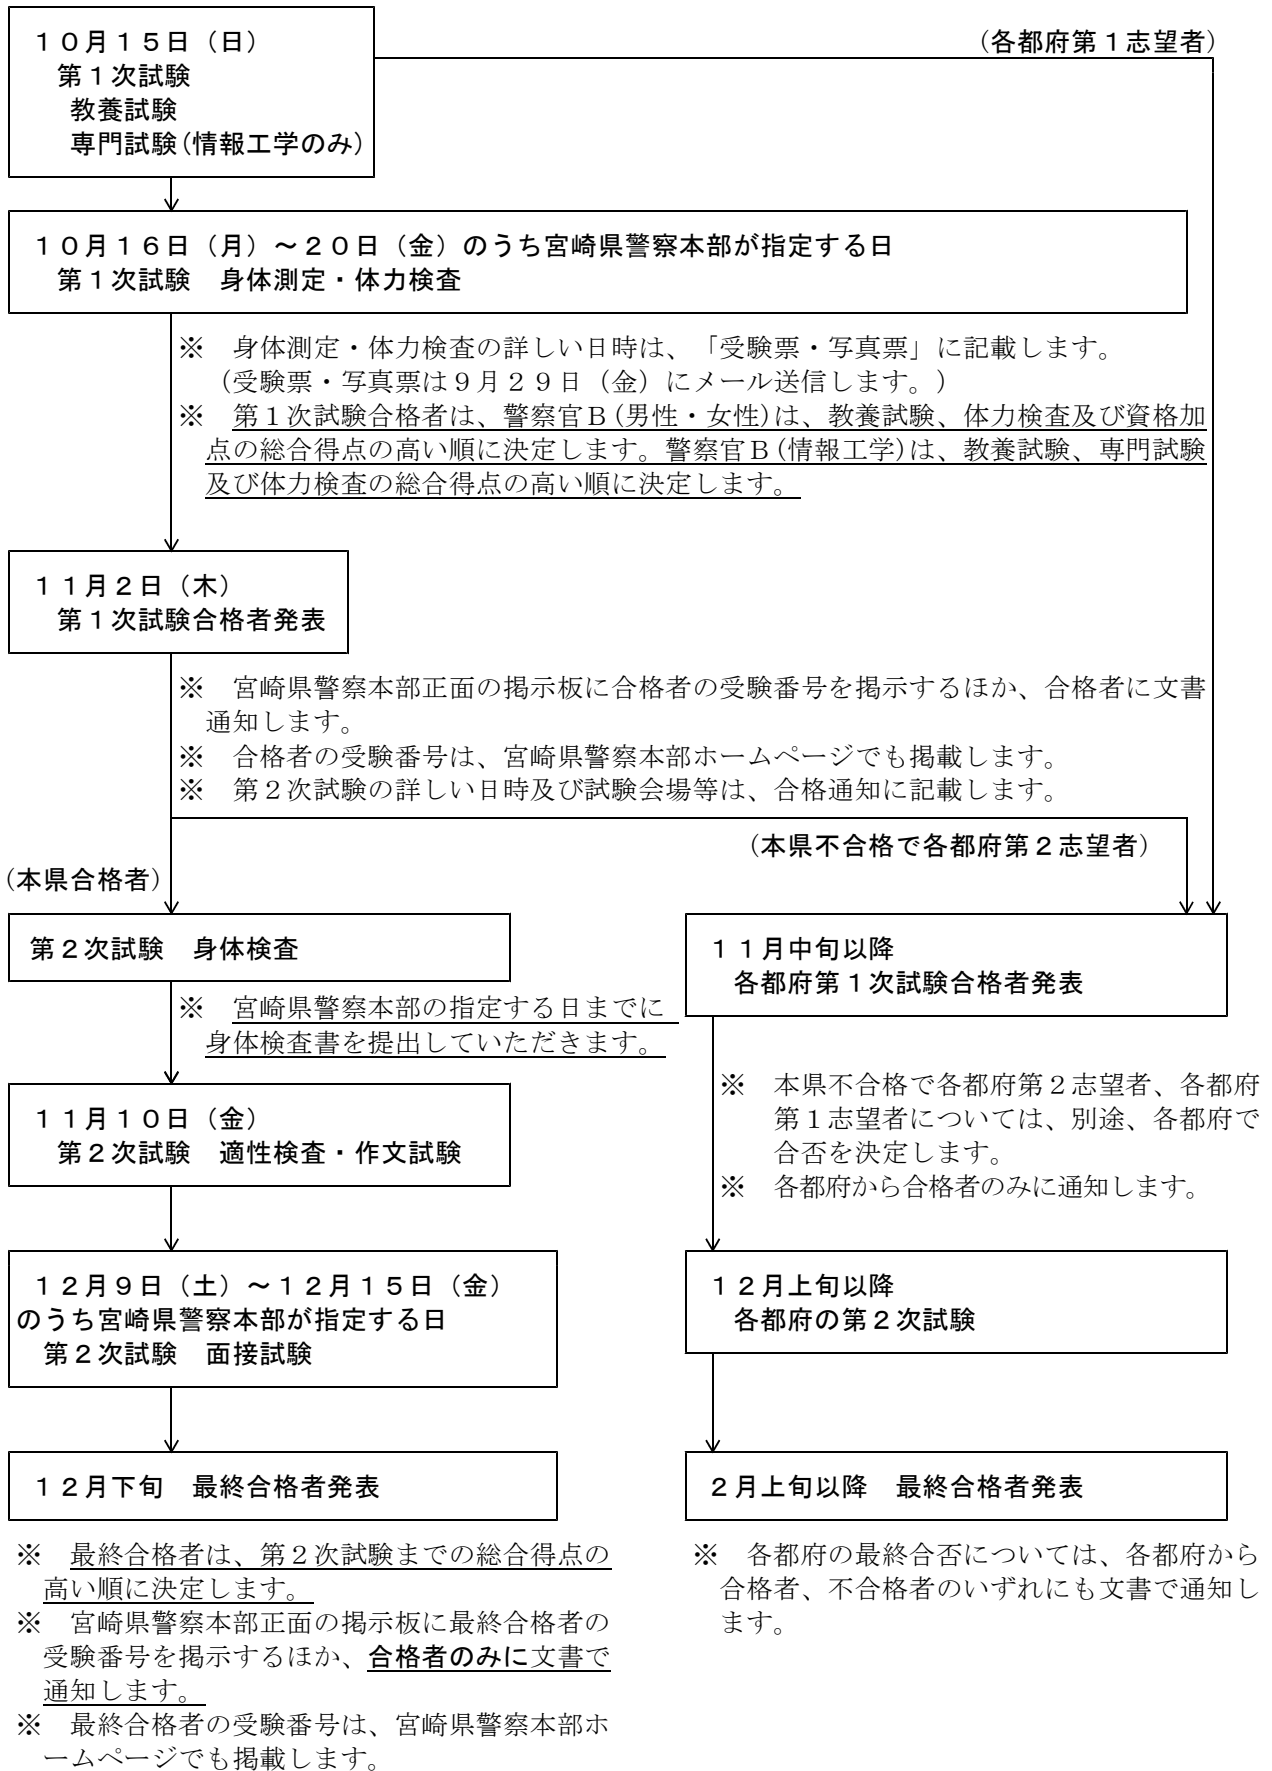 １０月１５日（日）
第１次試験
教養試験
専門試験(情報工学のみ)
（各都府第１志望者）
１０月１６日（月）～２０日（金）のうち宮崎県警察本部が指定する日
第１次試験　身体測定・体力検査
※　身体測定・体力検査の詳しい日時は、「受験票・写真票」に記載します。
（受験票・写真票は９月２９日（金）にメール送信します。）
※　第１次試験合格者は、警察官Ｂ(男性・女性)は、教養試験、体力検査及び資格加
点の総合得点の高い順に決定します。警察官Ｂ(情報工学)は、教養試験、専門試験
及び体力検査の総合得点の高い順に決定します。
１１月２日（木）
第１次試験合格者発表
※　宮崎県警察本部正面の掲示板に合格者の受験番号を掲示するほか、合格者に文書
通知します。
※　合格者の受験番号は、宮崎県警察本部ホームページでも掲載します。
※　第２次試験の詳しい日時及び試験会場等は、合格通知に記載します。
（本県不合格で各都府第２志望者）
（本県合格者）
第２次試験　身体検査
※　宮崎県警察本部の指定する日までに
身体検査書を提出していただきます。
１１月１０日（金）
第２次試験　適性検査・作文試験
１２月９日（土）～１２月１５日（金）
のうち宮崎県警察本部が指定する日
第２次試験　面接試験
１２月下旬　最終合格者発表
※　最終合格者は、第２次試験までの総合得点の
高い順に決定します。
※　宮崎県警察本部正面の掲示板に最終合格者の
受験番号を掲示するほか、合格者のみに文書で
通知します。
※　最終合格者の受験番号は、宮崎県警察本部ホ
ームページでも掲載します。
１１月中旬以降
各都府第１次試験合格者発表
※　本県不合格で各都府第２志望者、各都府
第１志望者については、別途、各都府で
合否を決定します。
※　各都府から合格者のみに通知します。
１２月上旬以降
各都府の第２次試験
２月上旬以降　最終合格者発表
※　各都府の最終合否については、各都府から
合格者、不合格者のいずれにも文書で通知し
ます。